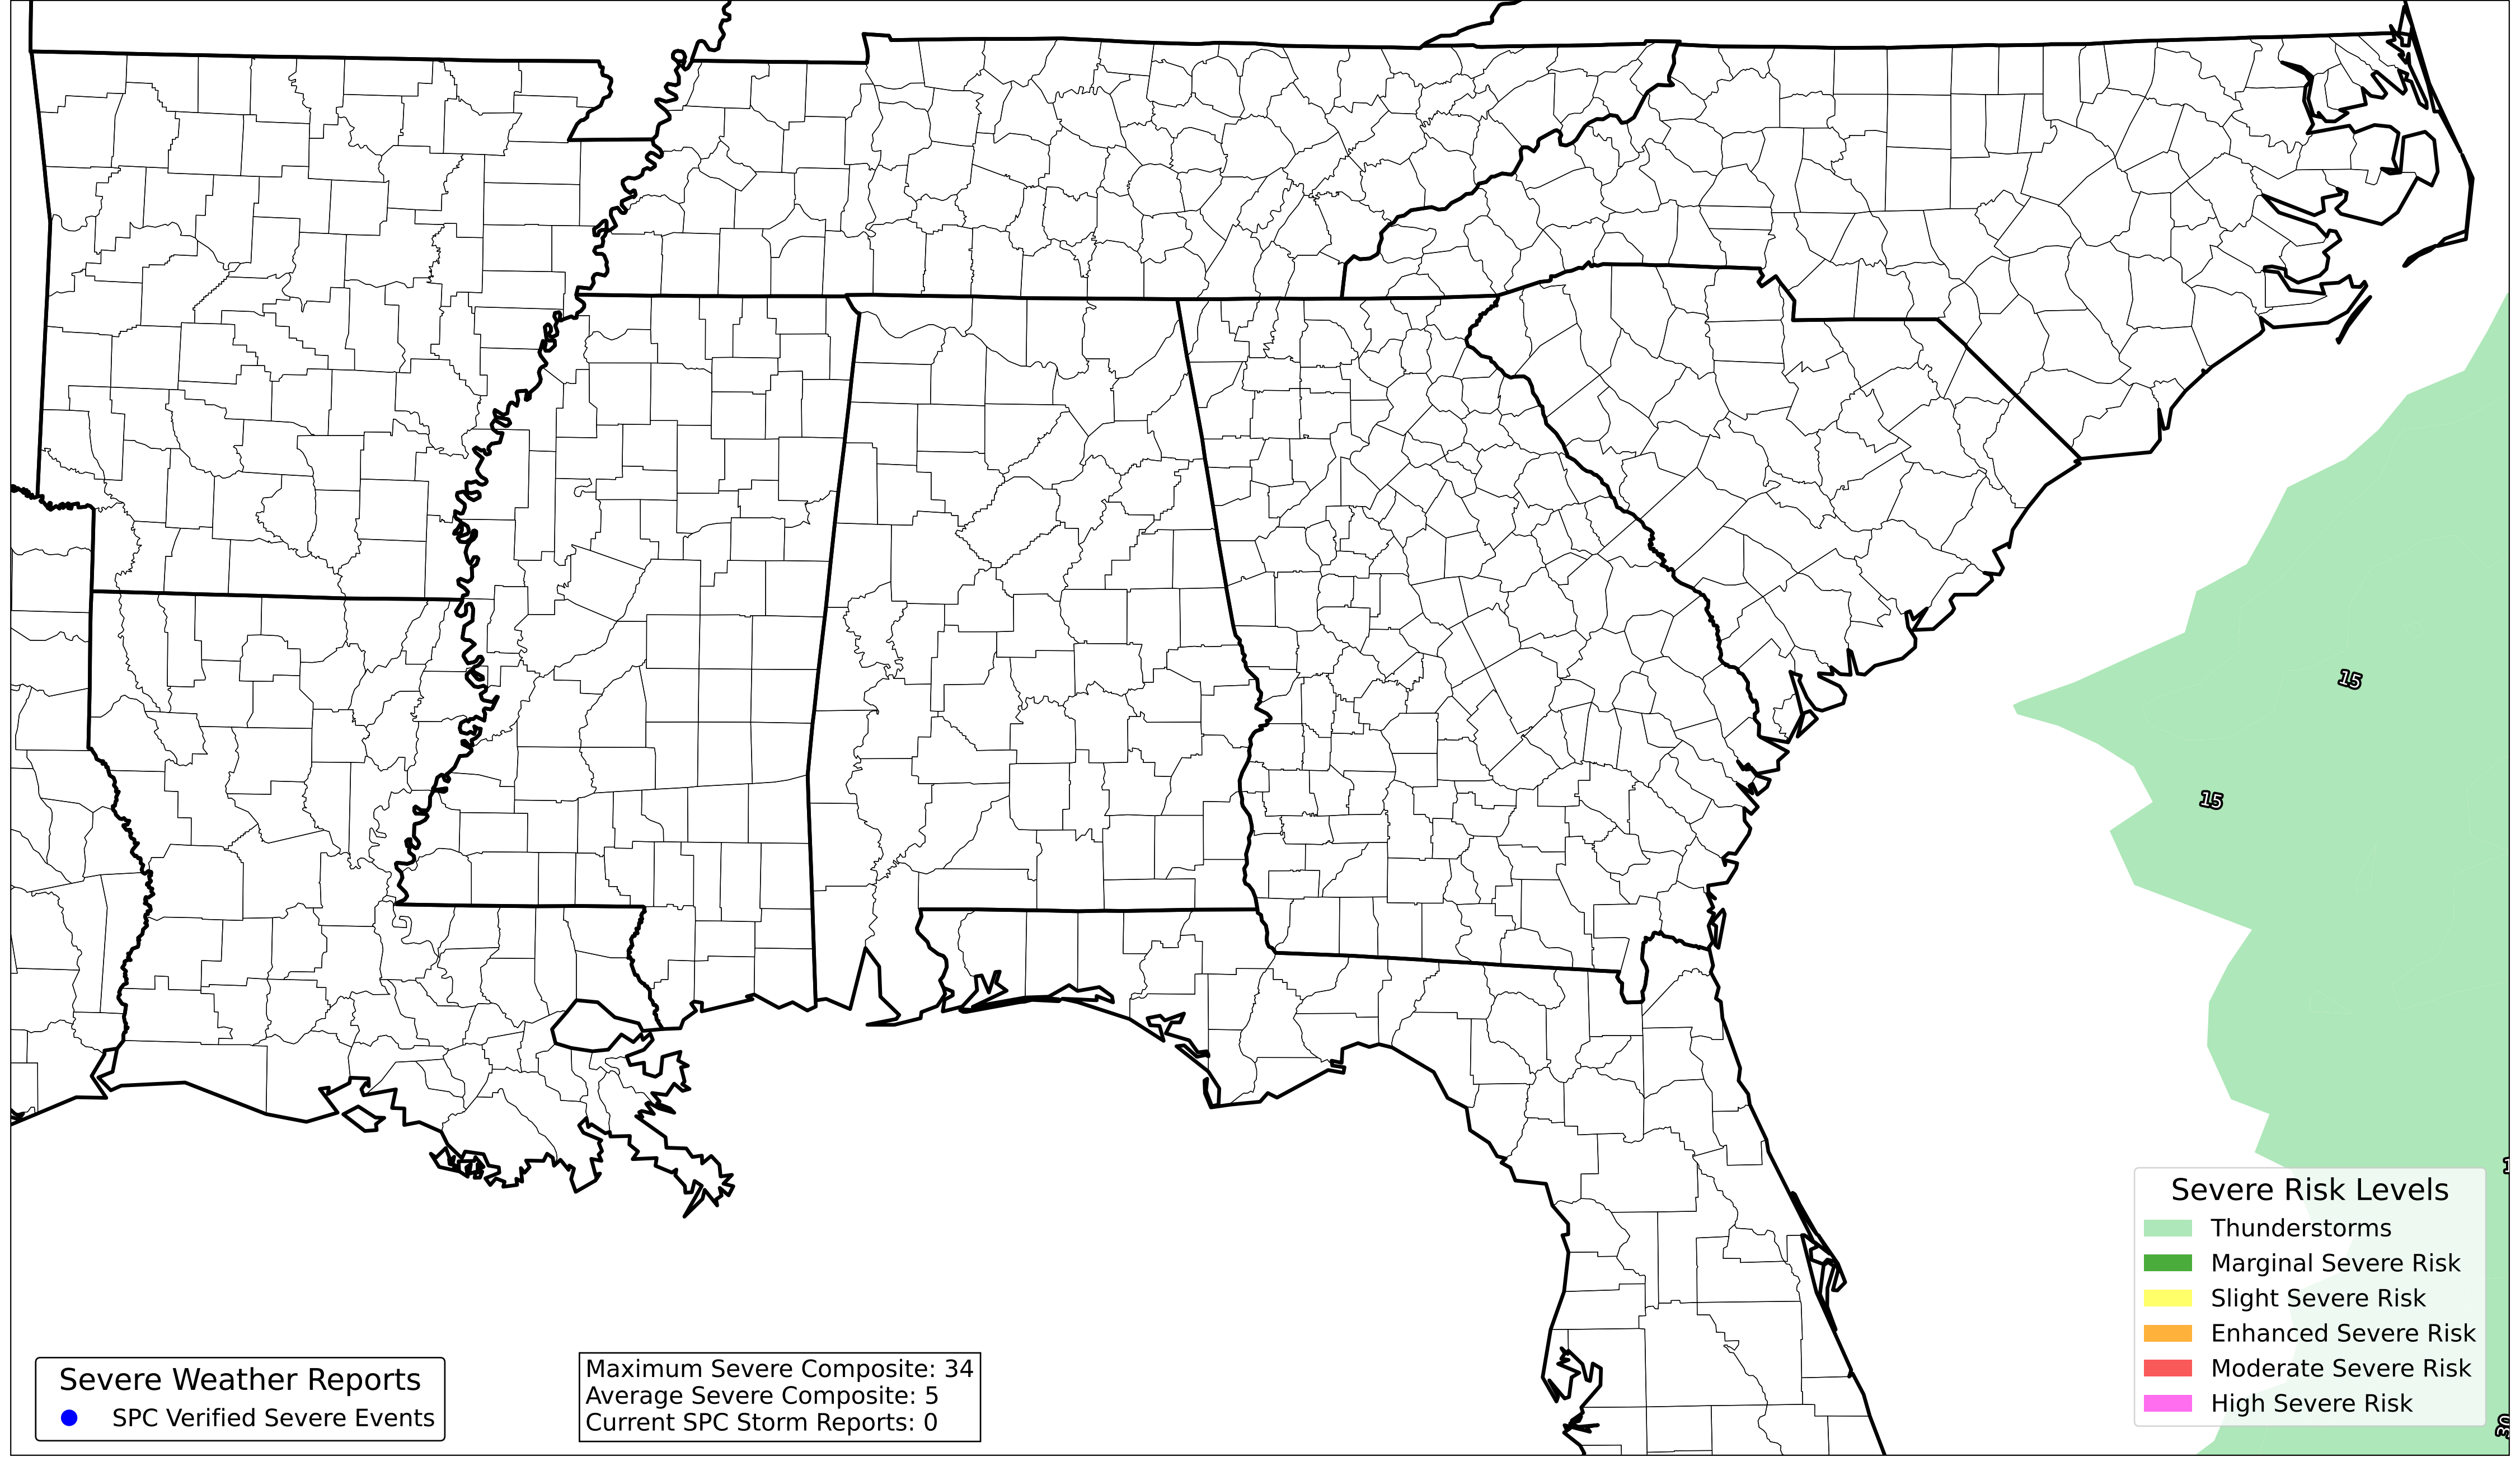 15
15
Severe Risk Levels
Thunderstorms
Marginal Severe Risk
Slight Severe Risk
Enhanced Severe Risk
Moderate Severe Risk
High Severe Risk
Severe Weather Reports
SPC Verified Severe Events
Maximum Severe Composite: 34
Average Severe Composite: 5
Current SPC Storm Reports: 0